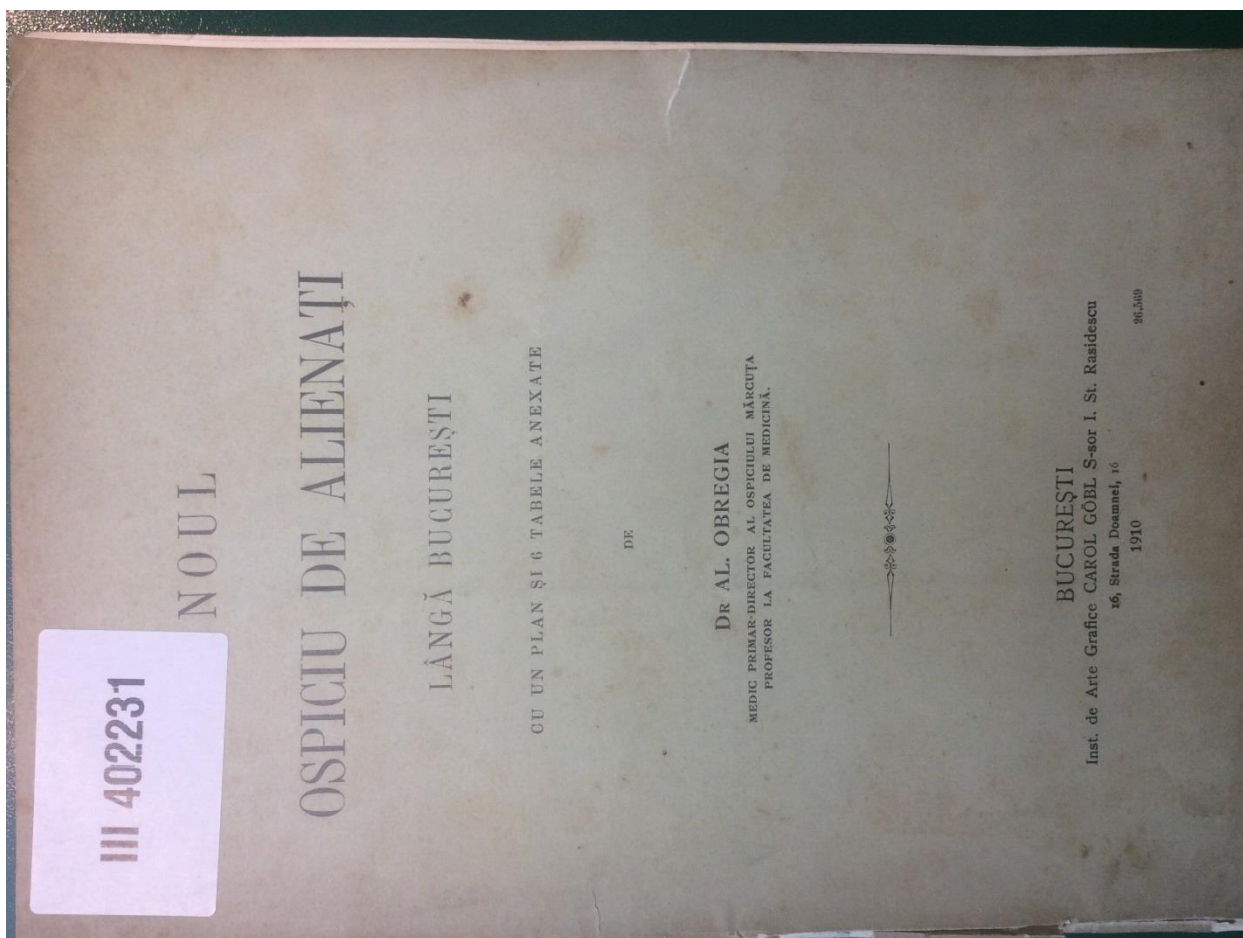 III 402231
NOUL
OSPICIU DE ALIENAȚI
LÂNGĂ BUCUREȘTI
CU UN PLAN ȘI 6 TABELE ANEXATE
DE
DR AL. OBREGIA
MEDIC PRIMAR-DIRECTOR AL OSPICIULUI MĂRCUȚA
PROFESOR LA FACULTATEA DE MEDICINĂ.
BUCUREȘTI
Inst. de Arte Grafice CAROL GÖBL S-sor I. St. Rasidescu
16, Strada Doamnei, 16
1910
26.569